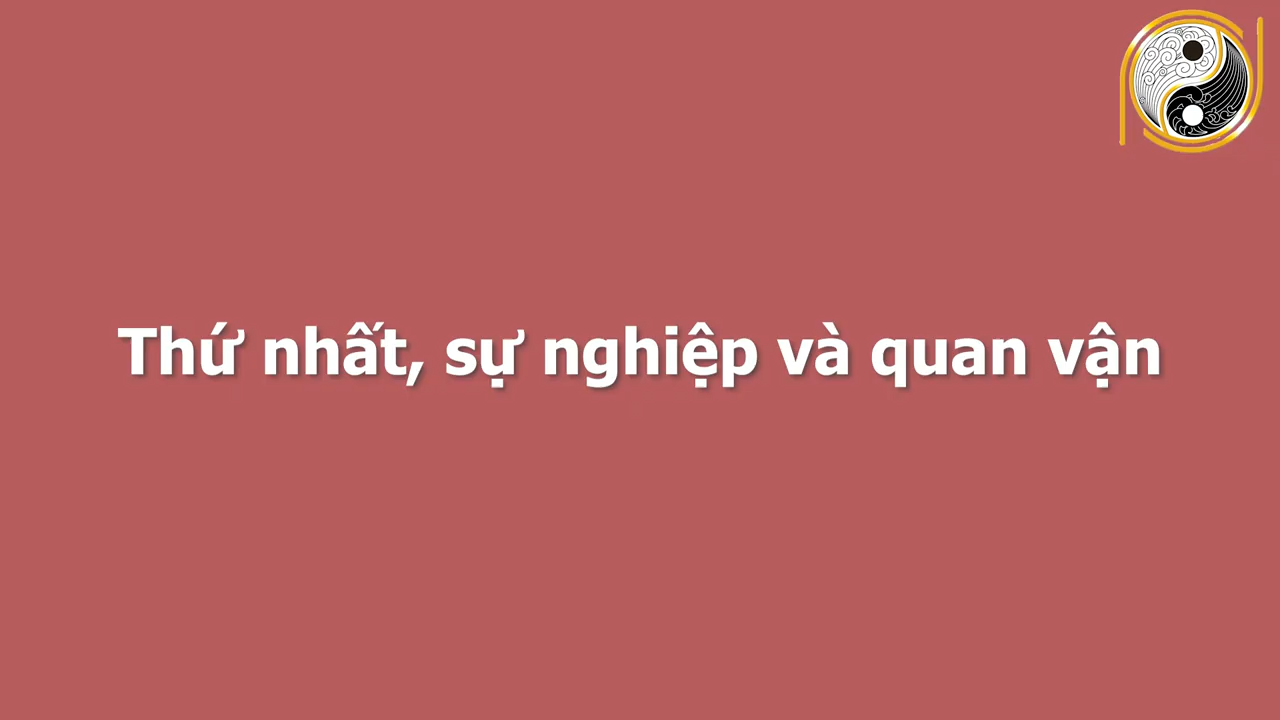 Thứ nhất, sự nghiệp và quan vận